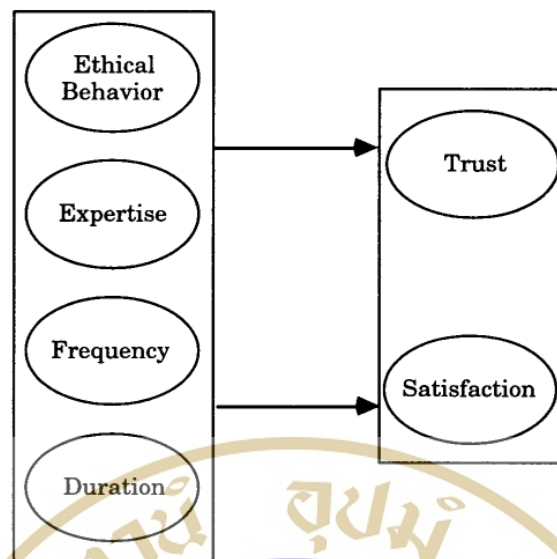 Ethical
Behavior
Expertise
Frequency
Duration
Trust
Satisfaction